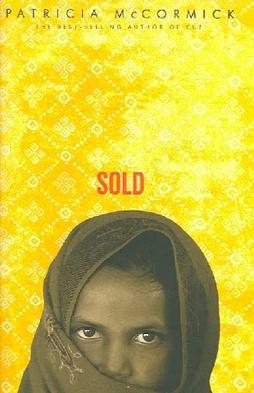 PATRICIA McCORMICK
THE BEST-SELLING AUTHOR OF CUT
SOLD